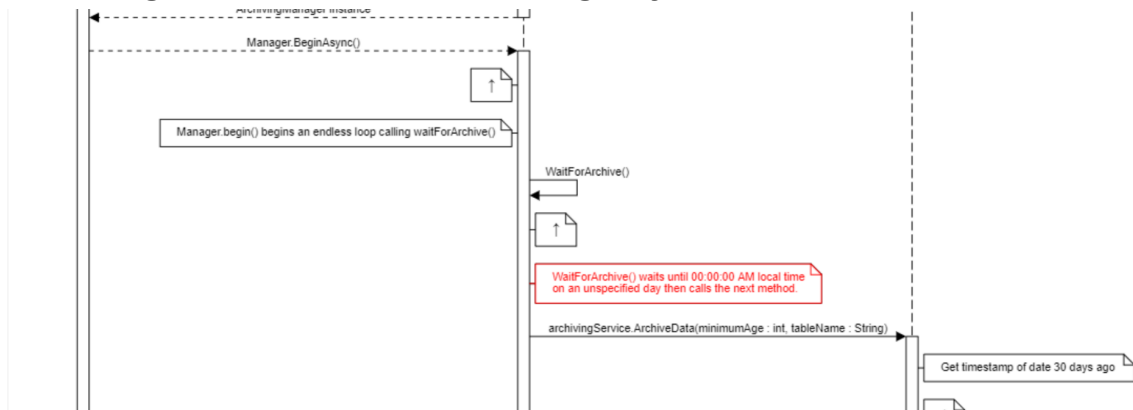 ArchivingManager instance
Manager.BeginAsync()
↑
Manager.begin() begins an endless loop calling waitForArchive()
WaitForArchive()
↑
WaitForArchive() waits until 00:00:00 AM local time
on an unspecified day then calls the next method.
archivingService.ArchiveData(minimumAge : int, tableName : String)
Get timestamp of date 30 days ago